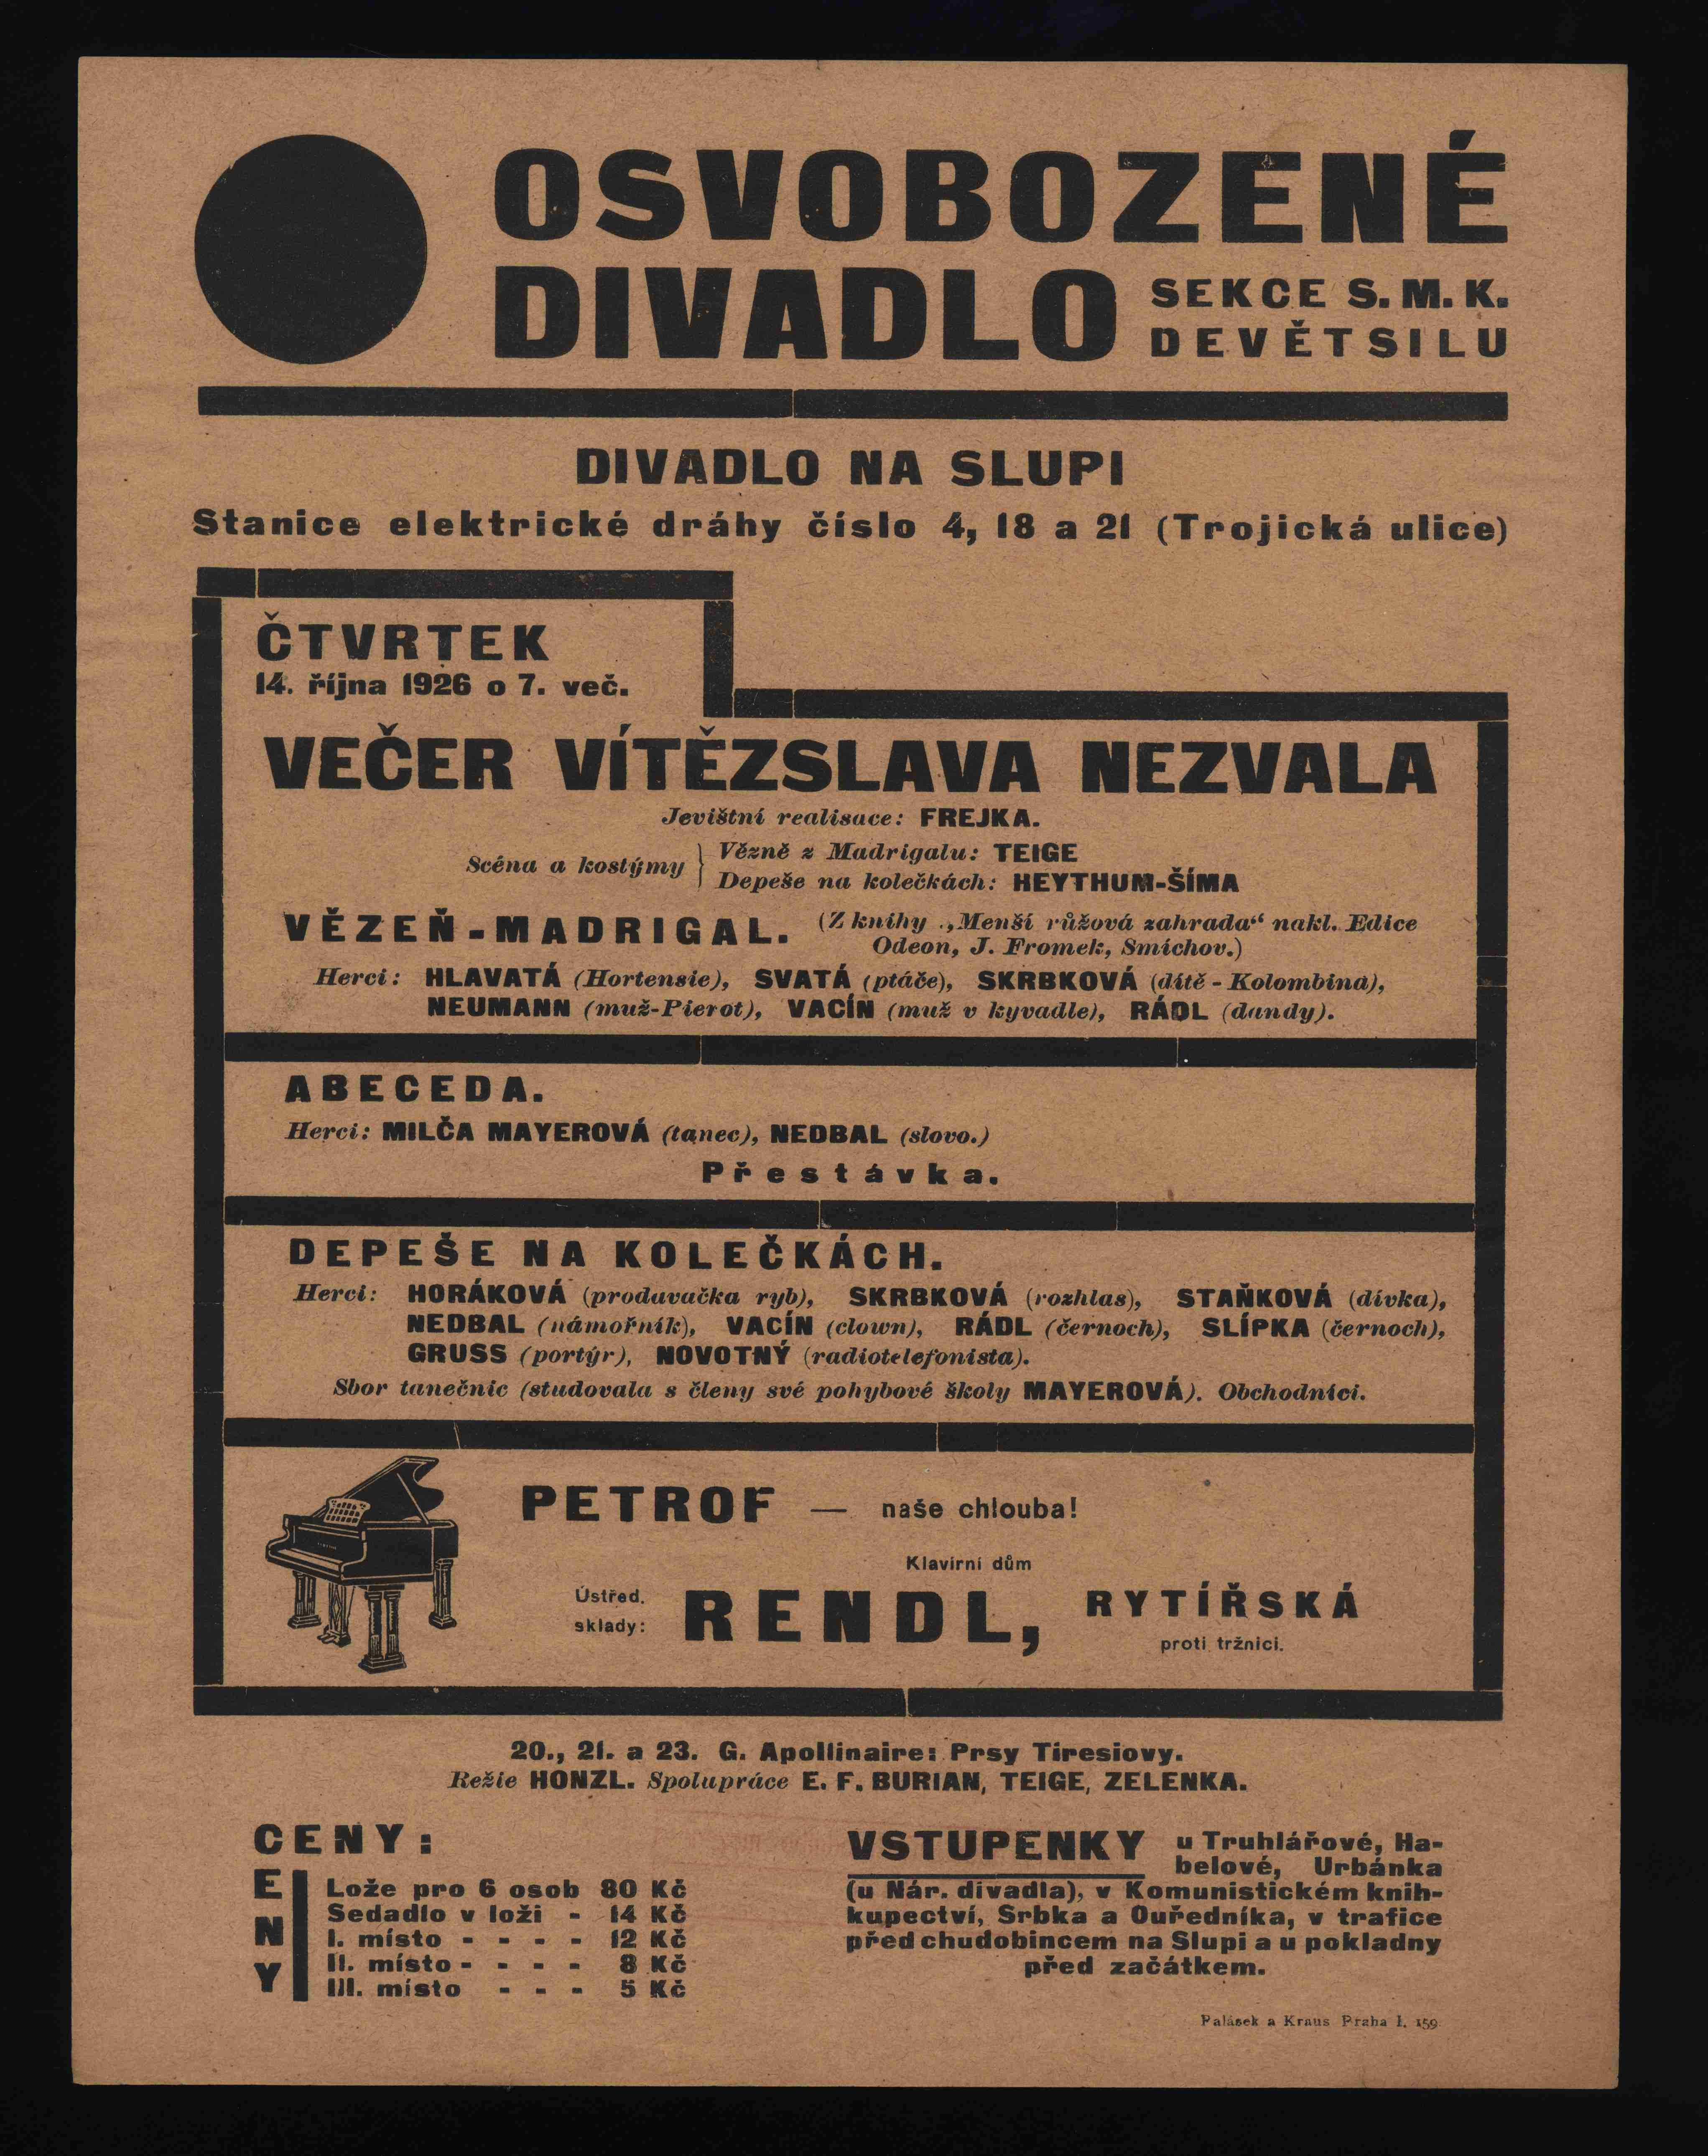 OSVOBOZENÉ
DIVADLO
SEKCE S. M. K.
DEVĚTSILU
DIVADLO NA SLUPI
Stanice elektrické dráhy číslo 4, 18 a 21 (Trojická ulice)
ČTVRTEK
14. října 1926 o 7. več.
VEČER VÍTĚZSLAVA NEZVALA
Jevištní realisace: FREJKA.
Scéna a kostýmy } Vězně z Madrigalu: TEIGE
Depeše na kolečkách: HEYTHUM-ŠÍMA
VĚZEŇ-MADRIGAL. (Z knihy „Menší růžová zahrada“ nakl. Edice
Odeon, J. Fromek, Smíchov.)
Herci: HLAVATÁ (Hortensie), SVATÁ (ptáče), SKRBKOVÁ (dítě - Kolombina),
NEUMANN (muž-Pierot), VACÍN (muž v kyvadle), RÁDL (dandy).
ABECEDA.
Herci: MILČA MAYEROVÁ (tanec), NEDBAL (slovo.)
Přestávka.
DEPEŠE NA KOLEČKÁCH.
Herci: HORÁKOVÁ (prodavačka ryb), SKRBKOVÁ (rozhlas), STAŇKOVÁ (dívka),
NEDBAL (námořník), VACÍN (clown), RÁDL (černoch), SLÍPKA (černoch),
GRUSS (portýr), NOVOTNÝ (radiotelefonista).
Sbor tanečnic (studovala s členy své pohybové školy MAYEROVÁ). Obchodníci.
PETROF — naše chlouba!
Klavírní dům
Ústřed.
sklady:
RENDL,
RYTÍŘSKÁ
proti tržnici.
20., 21. a 23. G. Apollinaire: Prsy Tiresiovy.
Režie HONZL. Spolupráce E. F. BURIAN, TEIGE, ZELENKA.
CENY:
E
N
Y
Lože pro 6 osob 80 Kč
Sedadlo v loži - 14 Kč
I. místo - - - - 12 Kč
II. místo - - - - 8 Kč
III. místo - - - 5 Kč
VSTUPENKY u Truhlářové, Ha-
belové, Urbánka
(u Nár. divadla), v Komunistickém knih-
kupectví, Srbka a Ouředníka, v trafice
před chudobincem na Slupi a u pokladny
před začátkem.
Palásek a Kraus Praha I. 159